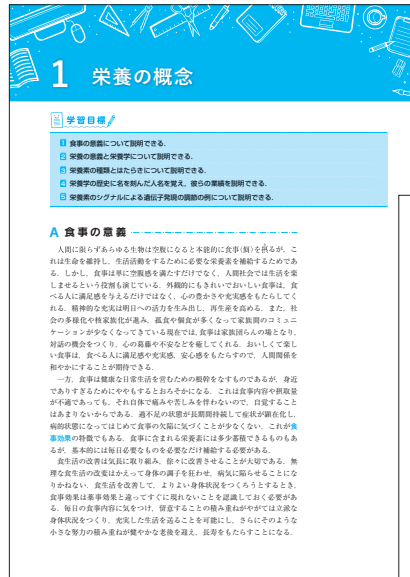 1 栄養の概念
学習目標
1 食事の意義について説明できる.
2 栄養の意義と栄養学について説明できる.
3 栄養素の種類とはたらきについて説明できる.
4 栄養学の歴史に名を刻んだ人名を覚え，彼らの業績を説明できる.
5 栄養素のシグナルによる遺伝子発現の調節の例について説明できる.
A 食事の意義
人間に限らずあらゆる生物は空腹になると本能的に食事(餌)を摂るが，こ
れは生命を維持し，生活活動をするために必要な栄養素を補給するためであ
る．しかし，食事は単に空腹感を満たすだけでなく，人間社会では生活を楽
しませるという役割も演じている．外観的にもきれいでおいしい食事は，食
べる人に満足感を与えるだけではなく，心の豊かさや充実感をもたらしてく
れる．精神的な充実は明日への活力を生み出し，再生産を高める．また，社
会の多様化や核家族化が進み，孤食や個食が多くなって家族間のコミュニ
ケーションが少なくなってきている現在では，食事は家族団らんの場となり，
対話の機会をつくり，心の葛藤や不安などを癒してくれる．おいしくて楽し
い食事は，食べる人に満足感や充実感，安心感をもたらすので，人間関係を
和やかにすることが期待できる．
一方，食事は健康な日常生活を営むための根幹をなすものであるが，身近
でありすぎるためにややもするとおろそかになる．これは食事内容や摂取量
が不適であっても，それ自体で痛みや苦しみを伴わないので，自覚すること
はあまりないからである．過不足の状態が長期間持続して症状が顕在化し，
病的状態になってはじめて食事の欠陥に気づくことが少なくない．これが食
事効果の特徴でもある．食事に含まれる栄養素には多少蓄積できるものもあ
るが，基本的には毎日必要なものを必要なだけ補給する必要がある．
食生活の改善は気長に取り組み，徐々に改善させることが大切である．無
理な食生活の改変はかえって身体の調子を狂わせ，病気に陥らせることにな
りかねない．食生活を改善して，よりよい身体状況をつくろうとするとき，
食事効果は薬事効果と違ってすぐに現れないことを認識しておく必要があ
る．毎日の食事内容に気をつけ，留意することの積み重ねがやがては立派な
身体状況をつくり，充実した生活を送ることを可能にし，さらにそのような
小さな努力の積み重ねが健やかな老後を迎え，長寿をもたらすことになる．